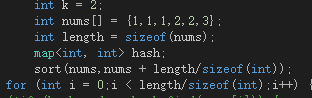 int k = 2;
int nums[] = {1,1,1,2,2,3};
int length = sizeof(nums);
map<int, int> hash;
sort(nums,nums + length/sizeof(int));
for (int i = 0;i < length/sizeof(int);i++) {